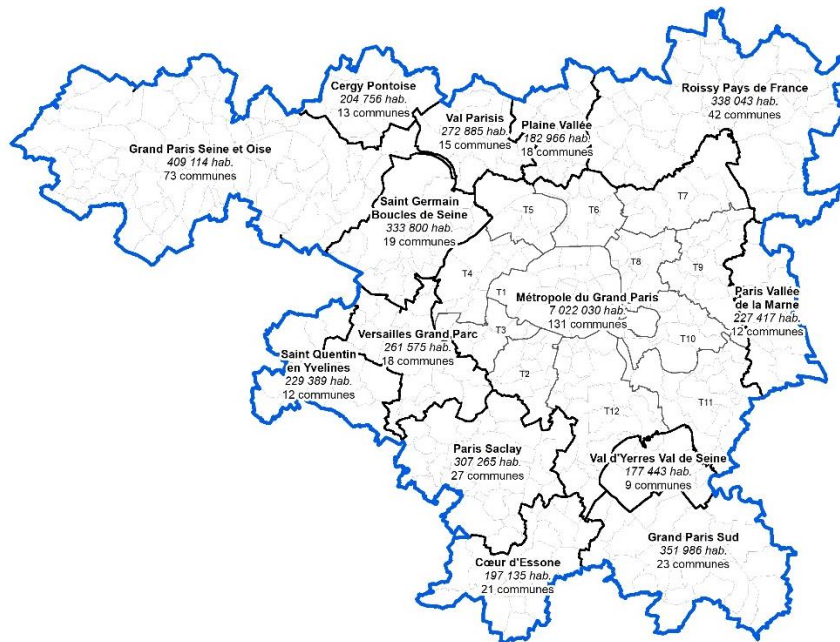 Cergy Pontoise
204 756 hab.
13 communes
Roissy Pays de France
338 043 hab.
42 communes
Val Parisis
272 885 hab.
15 communes
Plaine Vallée
182 966 hab.
18 communes
Grand Paris Seine et Oise
409 114 hab.
73 communes
Saint Germain
Boucles de Seine
333 800 hab.
19 communes
T5
T6
T7
T4
T8
T9
T1
Métropole du Grand Paris
7 022 030 hab.
131 communes
Paris Vallée
de la Marne
227 417 hab.
12 communes
T3
Versailles Grand Parc
261 575 hab.
18 communes
T10
Saint Quentin
en Yvelines
229 389 hab.
12 communes
T2
T12
T11
Paris Saclay
307 265 hab.
27 communes
Val d'Yerres Val de Seine
177 443 hab.
9 communes
Grand Paris Sud
351 986 hab.
23 communes
Cœur d'Essone
197 135 hab.
21 communes